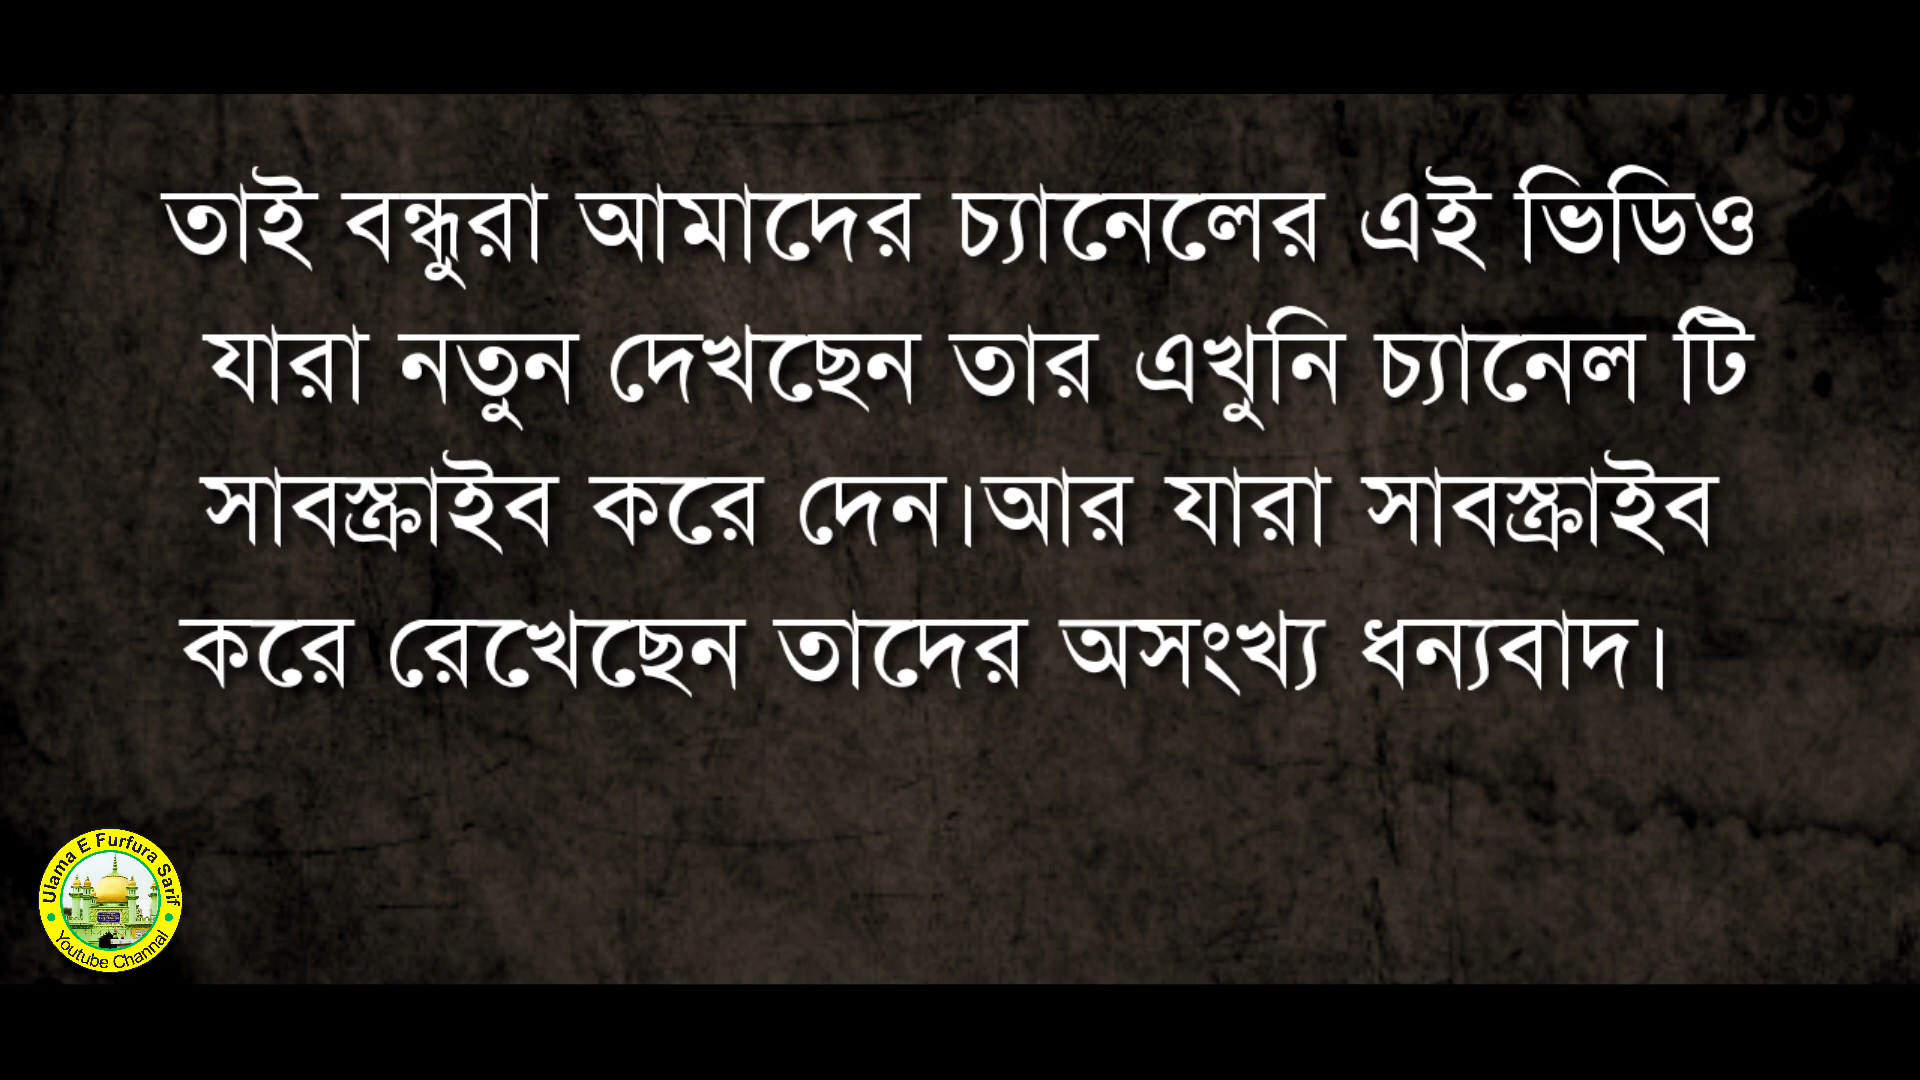 তাই বন্ধুরা আমাদের চ্যানেলের এই ভিডিও
যারা নতুন দেখছেন তার এখুনি চ্যানেল টি
সাবস্ক্রাইব করে দেন।আর যারা সাবস্ক্রাইব
করে রেখেছেন তাদের অসংখ্য ধন্যবাদ।
Ulama E Furfura Sarif
Youtube Channal